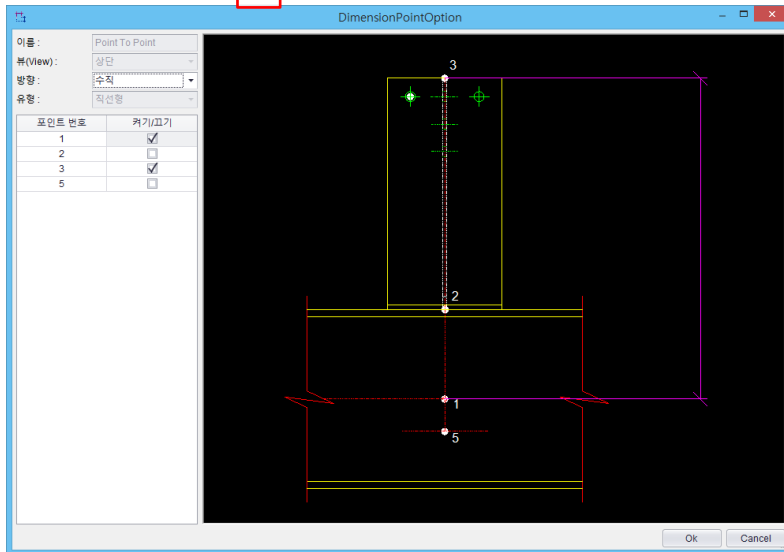 DimensionPointOption
이름 :
Point To Point
뷰(View) :
상단
방향 :
수직
유형 :
직선형
포인트 번호 켜기/끄기
1
2
3
5
3
2
1
5
Ok Cancel